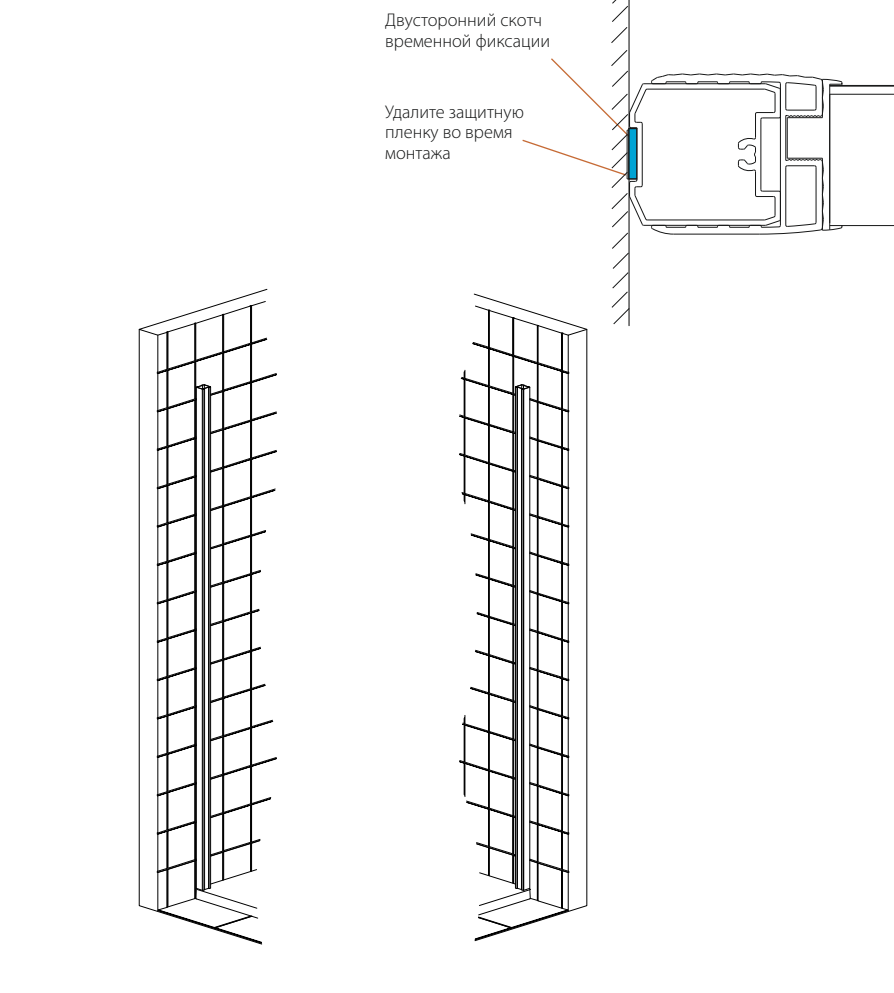 Двусторонний скотч
временной фиксации
Удалите защитную
пленку во время
монтажа